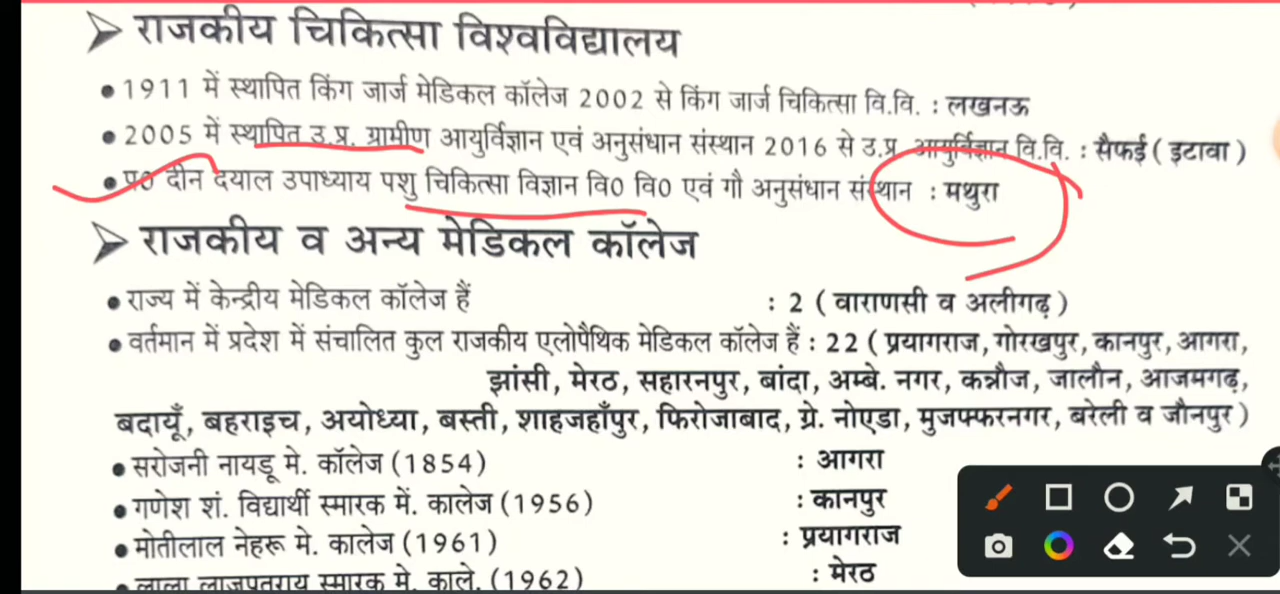 राजकीय चिकित्सा विश्वविद्यालय
• 1911 में स्थापित किंग जार्ज मेडिकल कॉलेज 2002 से किंग जार्ज चिकित्सा वि.वि. : लखनऊ
• 2005 में स्थापित उ.प्र. ग्रामीण आयुर्विज्ञान एवं अनुसंधान संस्थान 2016 से उ.प्र. आयुर्विज्ञान वि.वि. : सैफई ( इटावा )
• प० दीन दयाल उपाध्याय पशु चिकित्सा विज्ञान वि० वि० एवं गौ अनुसंधान संस्थान : मथुरा
राजकीय व अन्य मेडिकल कॉलेज
• राज्य में केन्द्रीय मेडिकल कॉलेज हैं : 2 ( वाराणसी व अलीगढ़ )
• वर्तमान में प्रदेश में संचालित कुल राजकीय एलोपैथिक मेडिकल कॉलेज हैं : 22 ( प्रयागराज, गोरखपुर, कानपुर, आगरा,
झांसी, मेरठ, सहारनपुर, बांदा, अम्बे. नगर, कन्नौज, जालौन, आजमगढ़,
बदायूँ, बहराइच, अयोध्या, बस्ती, शाहजहाँपुर, फिरोजाबाद, ग्रे. नोएडा, मुजफ्फरनगर, बरेली व जौनपुर )
• सरोजनी नायडू मे. कॉलेज (1854) : आगरा
• गणेश शं. विद्यार्थी स्मारक में. कालेज (1956) : कानपुर
• मोतीलाल नेहरू मे. कालेज (1961) : प्रयागराज
• लाला लाजपतराय स्मारक मे. काले. (1962) : मेरठ